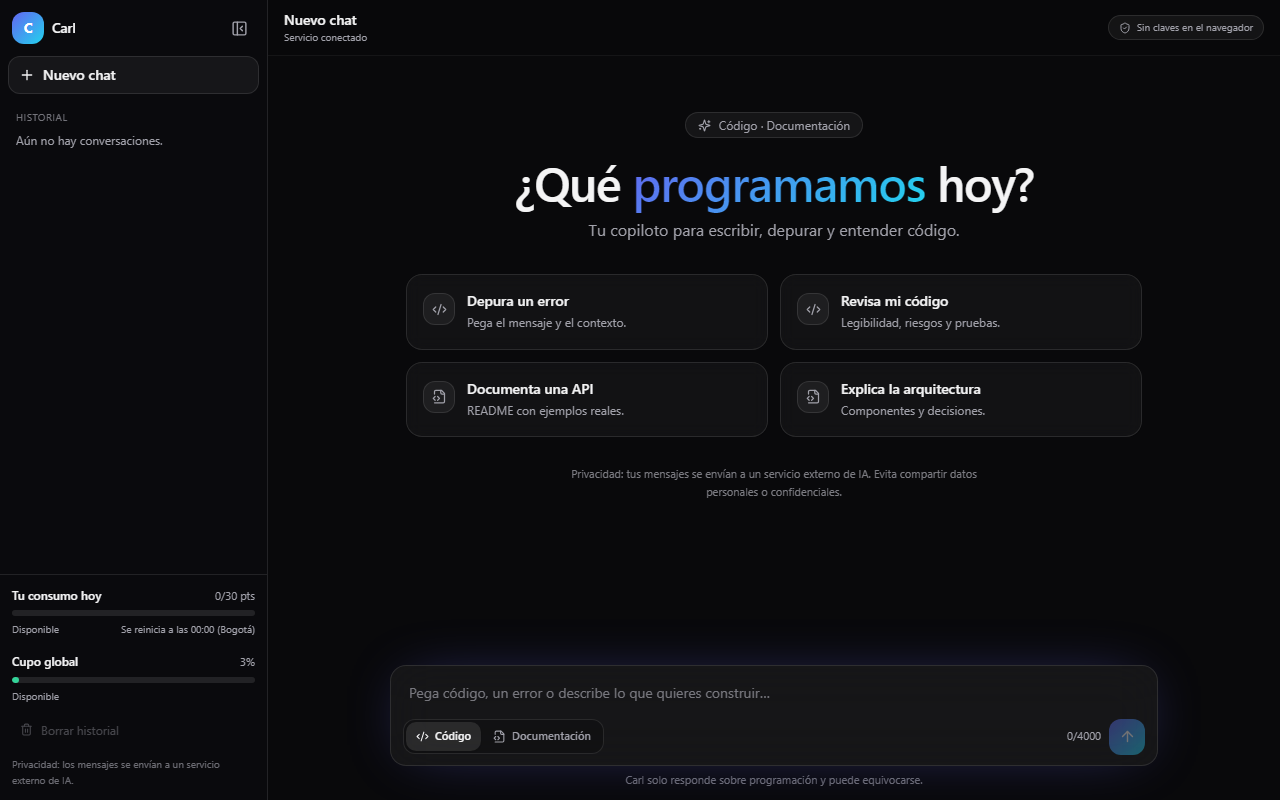 C Carl
Nuevo chat
HISTORIAL
Aún no hay conversaciones.
Tu consumo hoy 0/30 pts
Disponible Se reinicia a las 00:00 (Bogotá)
Cupo global 3%
Disponible
Borrar historial
Privacidad: los mensajes se envían a un servicio
externo de IA.
Nuevo chat
Servicio conectado
Sin claves en el navegador
Código · Documentación
¿Qué programamos hoy?
Tu copiloto para escribir, depurar y entender código.
Depura un error
Pega el mensaje y el contexto.
Revisa mi código
Legibilidad, riesgos y pruebas.
Documenta una API
README con ejemplos reales.
Explica la arquitectura
Componentes y decisiones.
Privacidad: tus mensajes se envían a un servicio externo de IA. Evita compartir datos
personales o confidenciales.
Pega código, un error o describe lo que quieres construir...
Código Documentación 0/4000
Carl solo responde sobre programación y puede equivocarse.